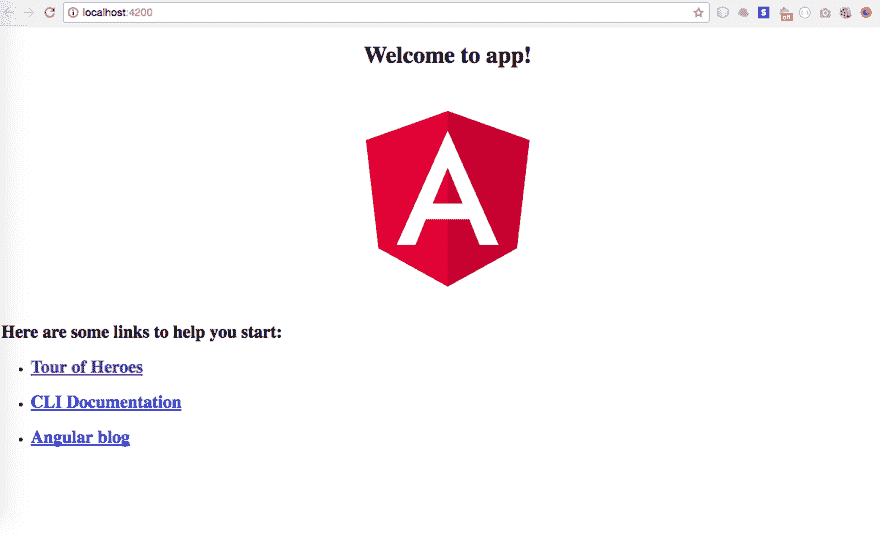 localhost:4200
S
off
Welcome to app!
A
Here are some links to help you start:
Tour of Heroes
CLI Documentation
Angular blog